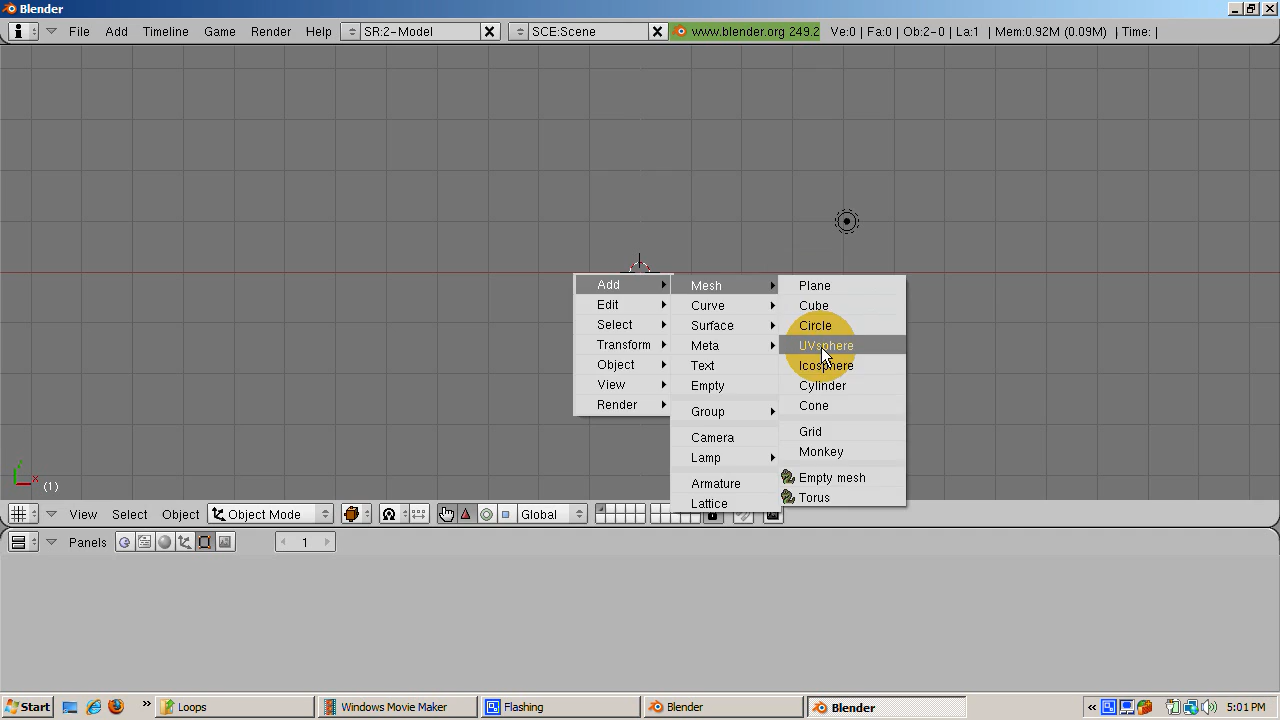 Blender
File Add Timeline Game Render Help SR:2-Model SCE:Scene www.blender.org 249.2 Ve:0 | Fa:0 | Ob:2-0 | La:1 | Mem:0.92M (0.09M) | Time: |
Add
Edit
Select
Transform
Object
View
Render
Mesh
Curve
Surface
Meta
Text
Empty
Group
Camera
Lamp
Armature
Lattice
Plane
Cube
Circle
UVsphere
Icosphere
Cylinder
Cone
Grid
Monkey
Empty mesh
Torus
x
(1)
View Select Object Object Mode Global
Panels 1
Start Loops Windows Movie Maker Flashing Blender Blender 5:01 PM